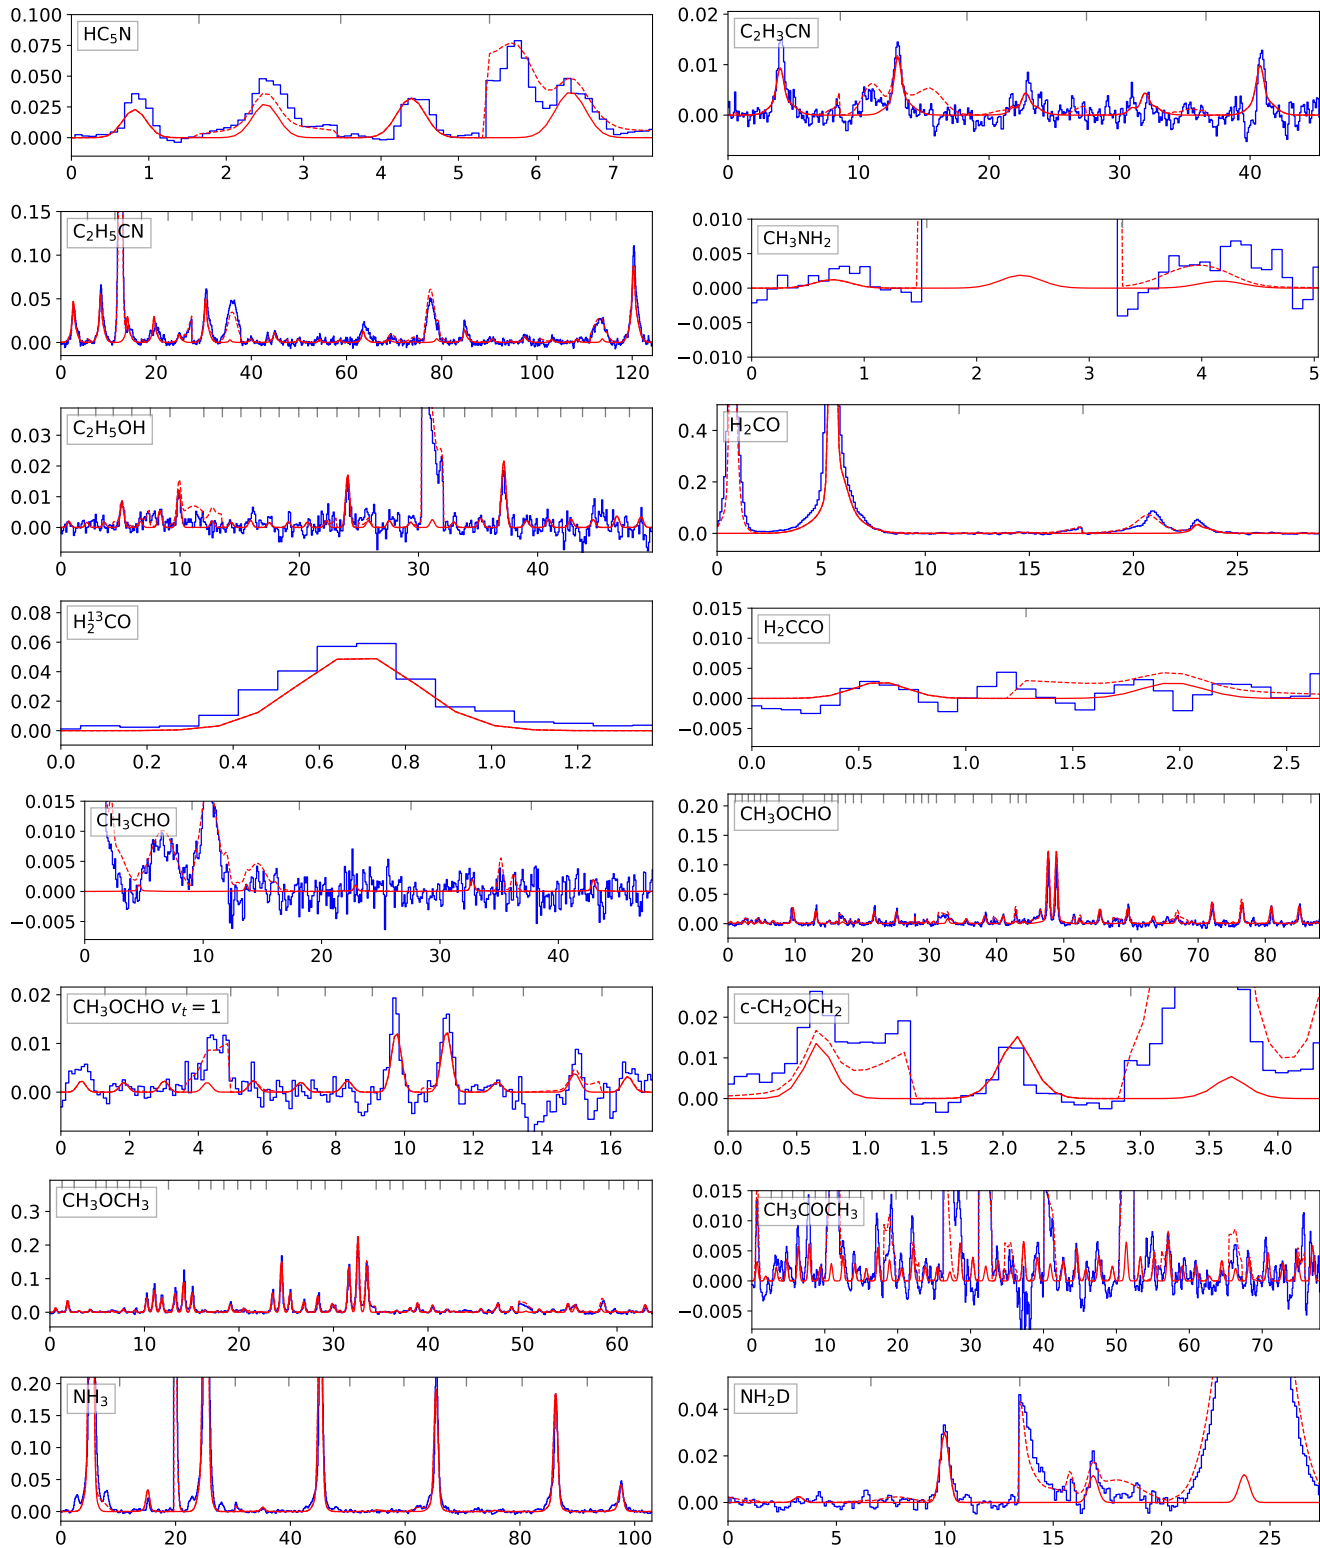 0.100
0.075
0.050
0.025
0.000
HC₅N
0 1 2 3 4 5 6 7
0.02
0.01
0.00
C₂H₃CN
0 10 20 30 40
0.15
0.10
0.05
0.00
C₂H₅CN
0 20 40 60 80 100 120
0.010
0.005
0.000
−0.005
−0.010
CH₃NH₂
0 1 2 3 4 5
0.03
0.02
0.01
0.00
C₂H₅OH
0 10 20 30 40
0.4
0.2
0.0
H₂CO
0 5 10 15 20 25
0.08
0.06
0.04
0.02
0.00
H₂¹³CO
0.0 0.2 0.4 0.6 0.8 1.0 1.2
0.015
0.010
0.005
0.000
−0.005
H₂CCO
0.0 0.5 1.0 1.5 2.0 2.5
0.015
0.010
0.005
0.000
−0.005
CH₃CHO
0 10 20 30 40
0.20
0.15
0.10
0.05
0.00
CH₃OCHO
0 10 20 30 40 50 60 70 80
0.02
0.01
0.00
CH₃OCHO vₜ = 1
0 2 4 6 8 10 12 14 16
0.02
0.01
0.00
c-CH₂OCH₂
0.0 0.5 1.0 1.5 2.0 2.5 3.0 3.5 4.0
0.3
0.2
0.1
0.0
CH₃OCH₃
0 10 20 30 40 50 60
0.015
0.010
0.005
0.000
−0.005
CH₃COCH₃
0 10 20 30 40 50 60 70
0.20
0.15
0.10
0.05
0.00
NH₃
0 20 40 60 80 100
0.04
0.02
0.00
NH₂D
0 5 10 15 20 25